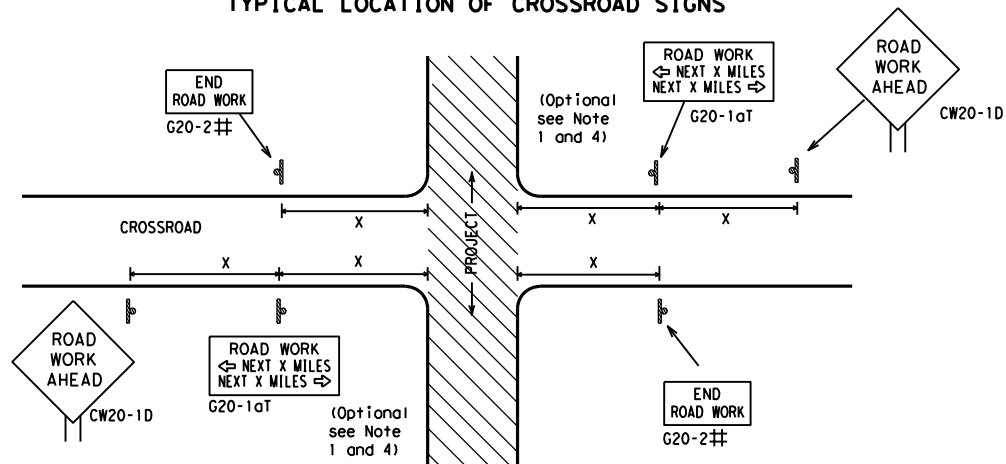 TYPICAL LOCATION OF CROSSROAD SIGNS
END
ROAD WORK
G20-2#
(Optional
see Note
1 and 4)
ROAD WORK
⇦ NEXT X MILES
NEXT X MILES ⇨
G20-1aT
ROAD
WORK
AHEAD
CW20-1D
X
X
X
CROSSROAD
PROJECT
X
X
X
ROAD
WORK
AHEAD
CW20-1D
ROAD WORK
⇦ NEXT X MILES
NEXT X MILES ⇨
G20-1aT
(Optional
see Note
1 and 4)
END
ROAD WORK
G20-2#